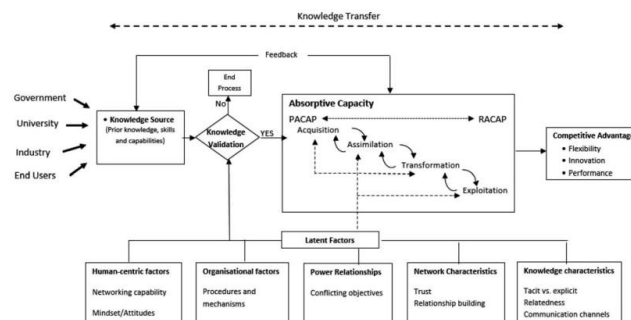 Knowledge Transfer
Feedback
Government
University
Industry
End Users
• Knowledge Source
(Prior knowledge, skills
and capabilities)
End
Process
No
Knowledge
Validation
YES
Absorptive Capacity
PACAP
RACAP
Acquisition
Assimilation
Transformation
Exploitation
Competitive Advantage
• Flexibility
• Innovation
• Performance
Latent Factors
Human-centric factors
Networking capability
Mindset/Attitudes
Organisational factors
Procedures and
mechanisms
Power Relationships
Conflicting objectives
Network Characteristics
Trust
Relationship building
Knowledge characteristics
Tacit vs. explicit
Relatedness
Communication channels